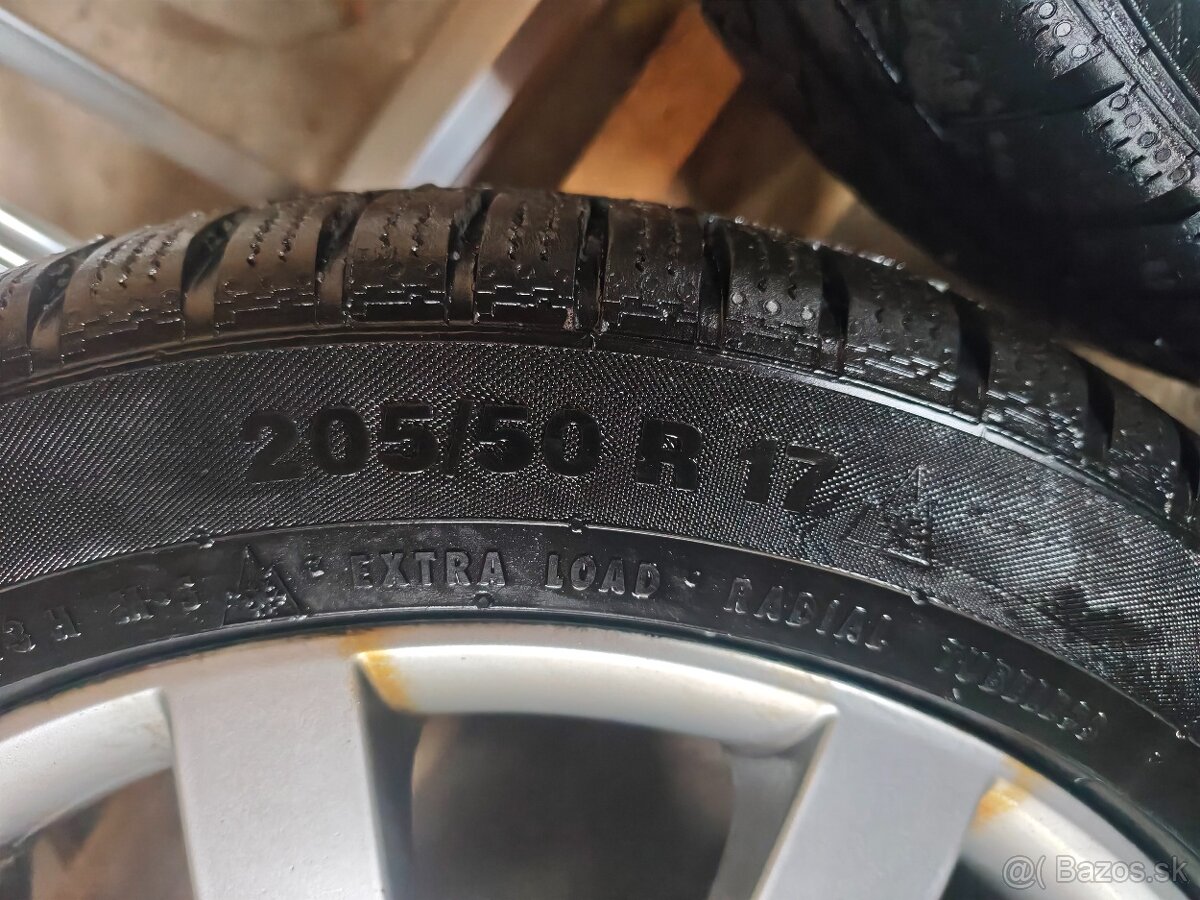 205/50 R 17
H M+S · EXTRA LOAD · RADIAL TUBELESS
@( Bazos.sk